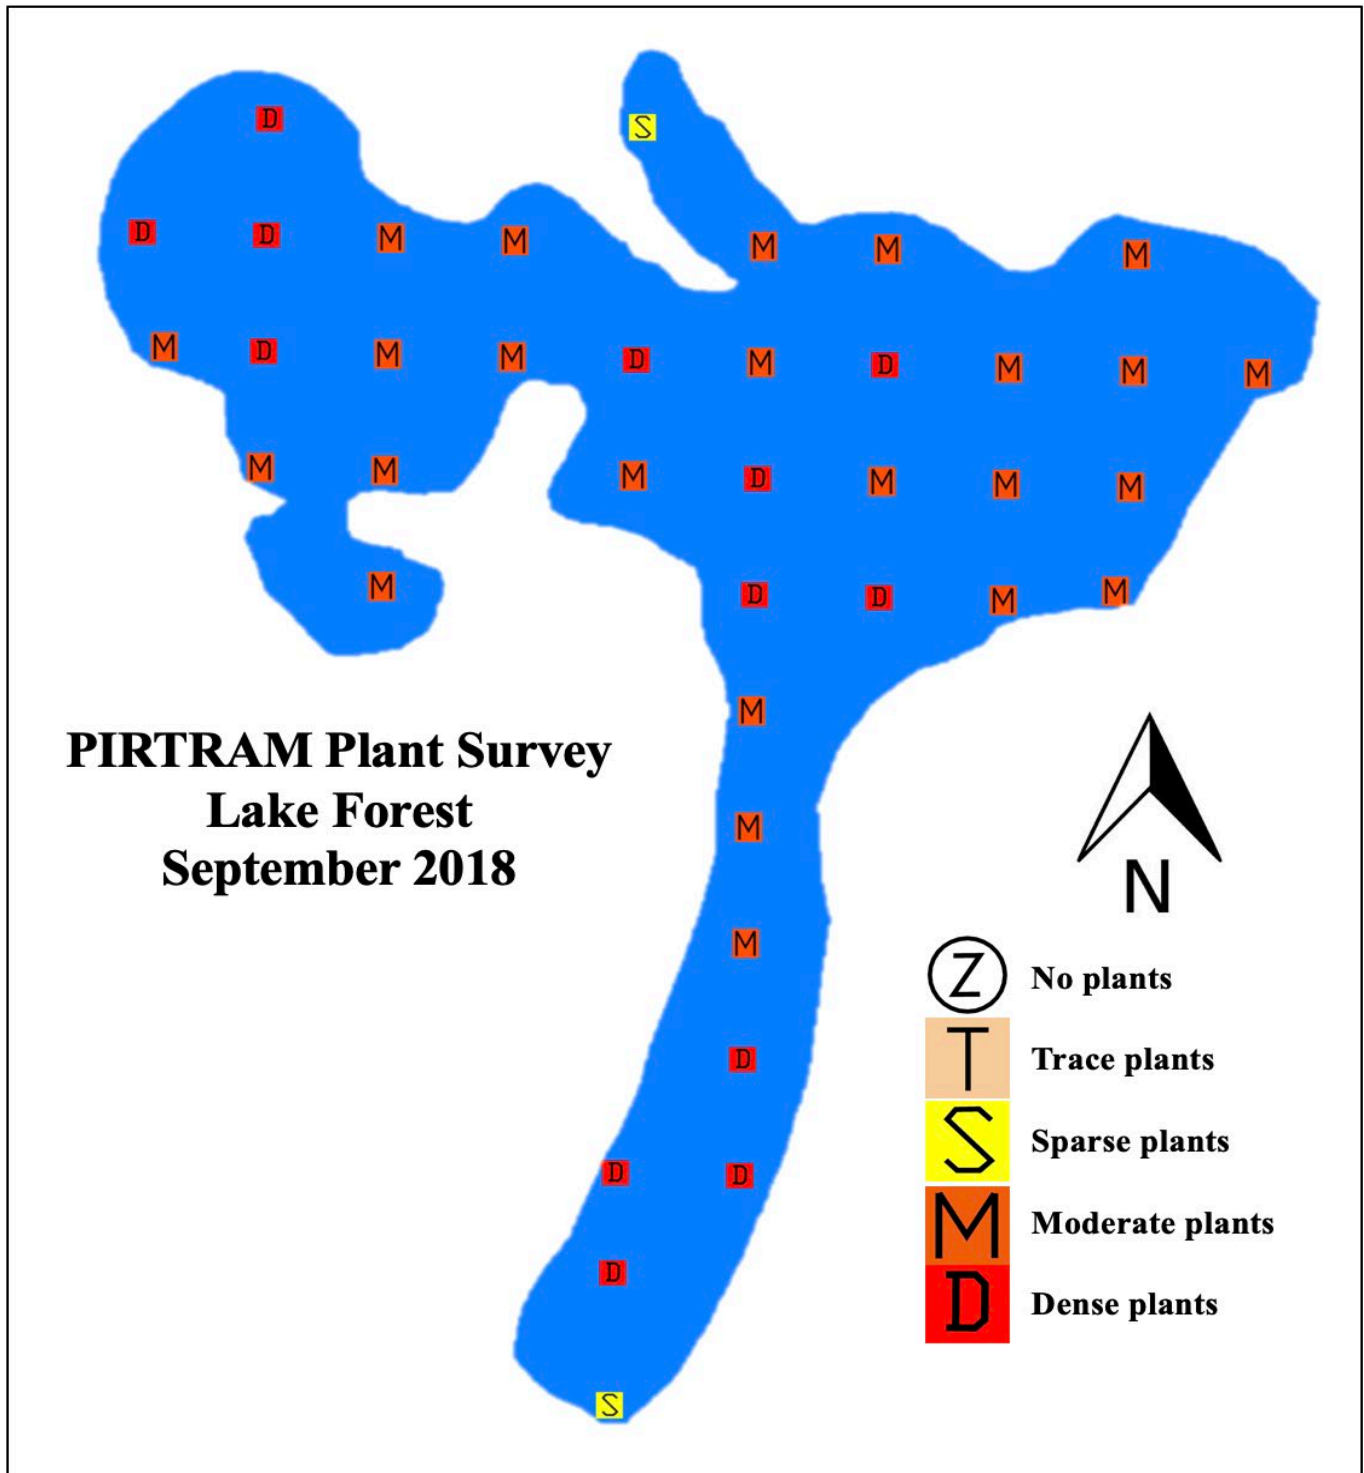 D
S
D D M M M M M
M D M M D M D M M M
M M M D M M M
M D D M M
M
M
M
D
D D
D
S
PIRTRAM Plant Survey
Lake Forest
September 2018
N
Z No plants
T Trace plants
S Sparse plants
M Moderate plants
D Dense plants